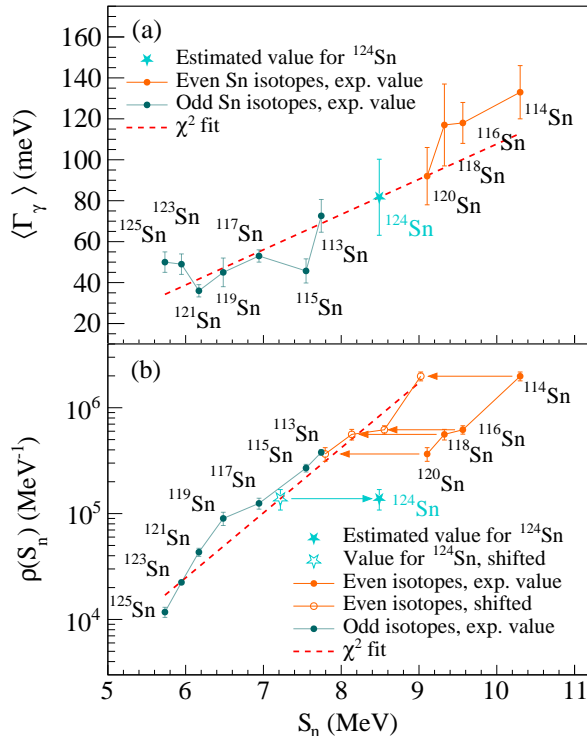 (a)
Estimated value for ¹²⁴Sn
Even Sn isotopes, exp. value
Odd Sn isotopes, exp. value
χ² fit
⟨Γγ⟩ (meV)
160
140
120
100
80
60
40
20
¹²⁵Sn
¹²³Sn
¹²¹Sn
¹¹⁹Sn
¹¹⁷Sn
¹¹⁵Sn
¹¹³Sn
¹²⁴Sn
¹²⁰Sn
¹¹⁸Sn
¹¹⁶Sn
¹¹⁴Sn
(b)
ρ(Sₙ) (MeV⁻¹)
10⁶
10⁵
10⁴
¹²⁵Sn
¹²³Sn
¹²¹Sn
¹¹⁹Sn
¹¹⁷Sn
¹¹⁵Sn
¹¹³Sn
¹²⁴Sn
¹²⁰Sn
¹¹⁸Sn
¹¹⁶Sn
¹¹⁴Sn
Estimated value for ¹²⁴Sn
Value for ¹²⁴Sn, shifted
Even isotopes, exp. value
Even isotopes, shifted
Odd isotopes, exp. value
χ² fit
5 6 7 8 9 10 11
Sₙ (MeV)